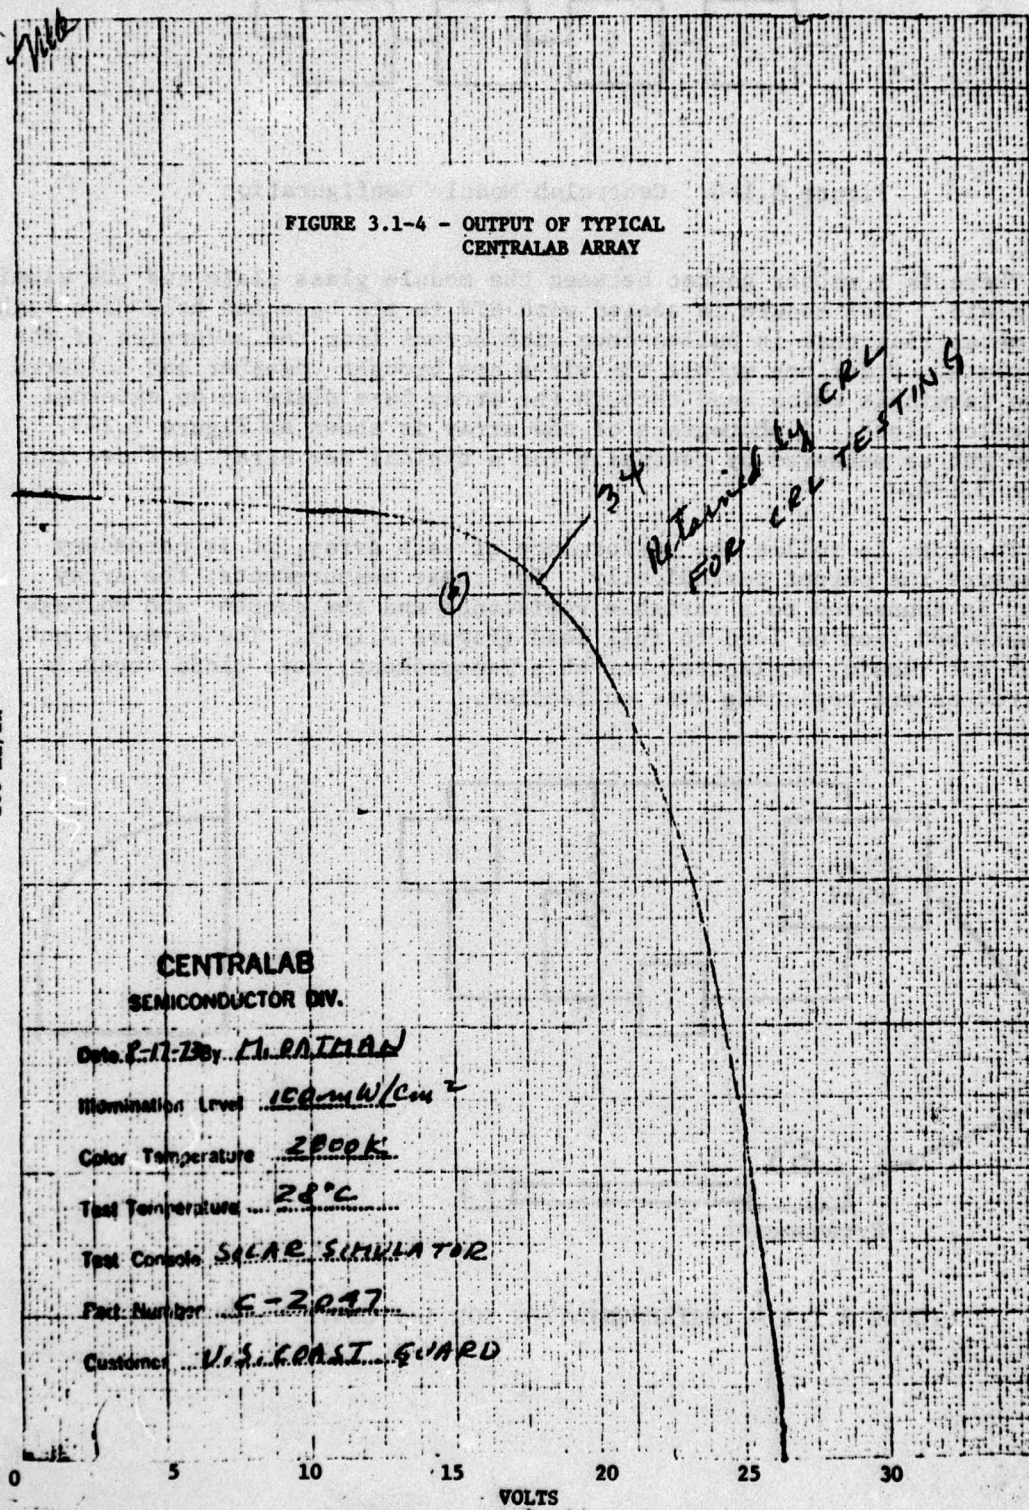 FIGURE 3.1-4 - OUTPUT OF TYPICAL
CENTRALAB ARRAY
34
Retained by CRL
FOR CRL TESTING
CENTRALAB
SEMICONDUCTOR DIV.
Date 8-17-73 By
Illumination Level 100mW/cm²
Color Temperature 2800K
Test Temperature 28°C
Test Console SOLAR SIMULATOR
Part Number C-2047
Customer U.S. COAST GUARD
0 5 10 15 20 25 30
VOLTS